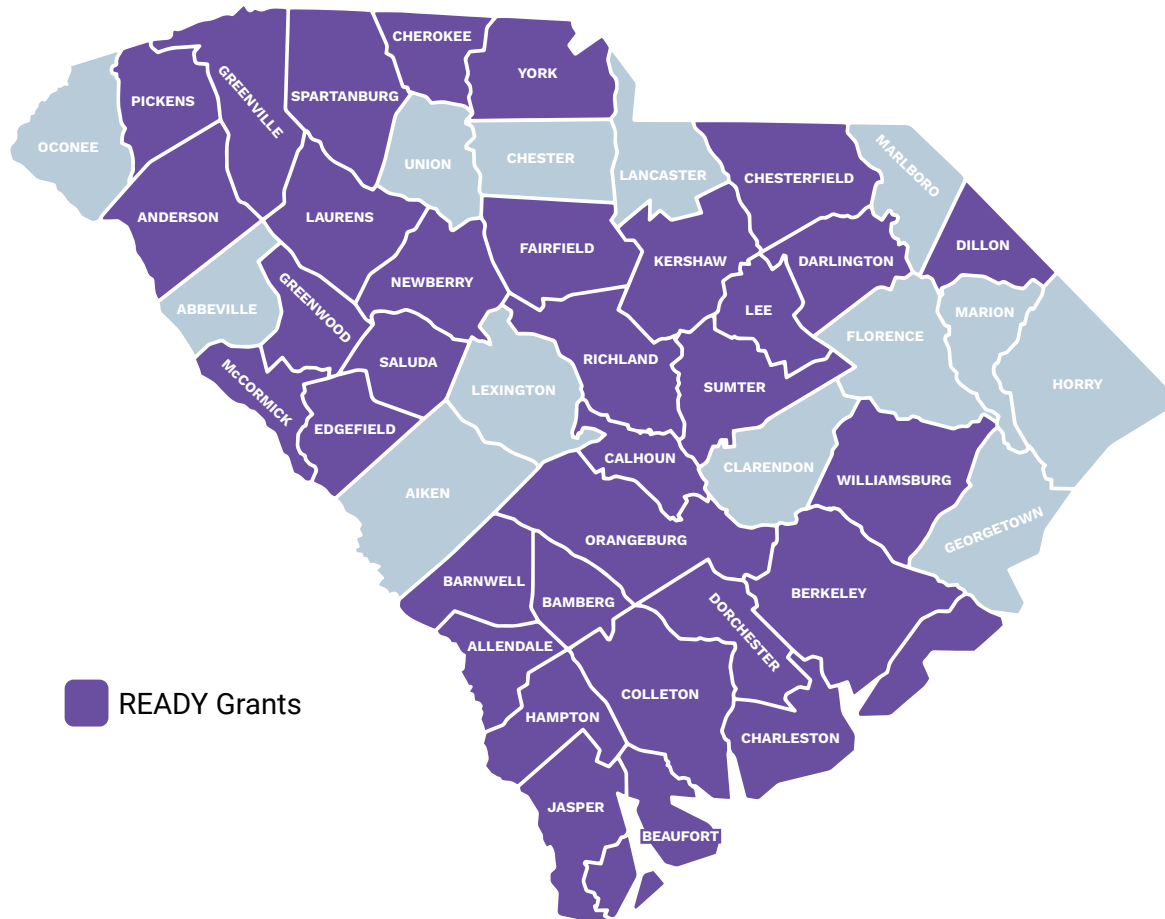 CHEROKEE
YORK
GREENVILLE
SPARTANBURG
PICKENS
OCONEE
UNION
CHESTER
LANCASTER
MARLBORO
CHESTERFIELD
ANDERSON
LAURENS
FAIRFIELD
KERSHAW
DARLINGTON
DILLON
NEWBERRY
ABBEVILLE
GREENWOOD
LEE
MARION
FLORENCE
SALUDA
RICHLAND
SUMTER
HORRY
LEXINGTON
McCORMICK
EDGEFIELD
CALHOUN
CLARENDON
WILLIAMSBURG
AIKEN
GEORGETOWN
ORANGEBURG
BARNWELL
BAMBERG
BERKELEY
DORCHESTER
ALLENDALE
COLLETON
READY Grants
HAMPTON
CHARLESTON
JASPER
BEAUFORT